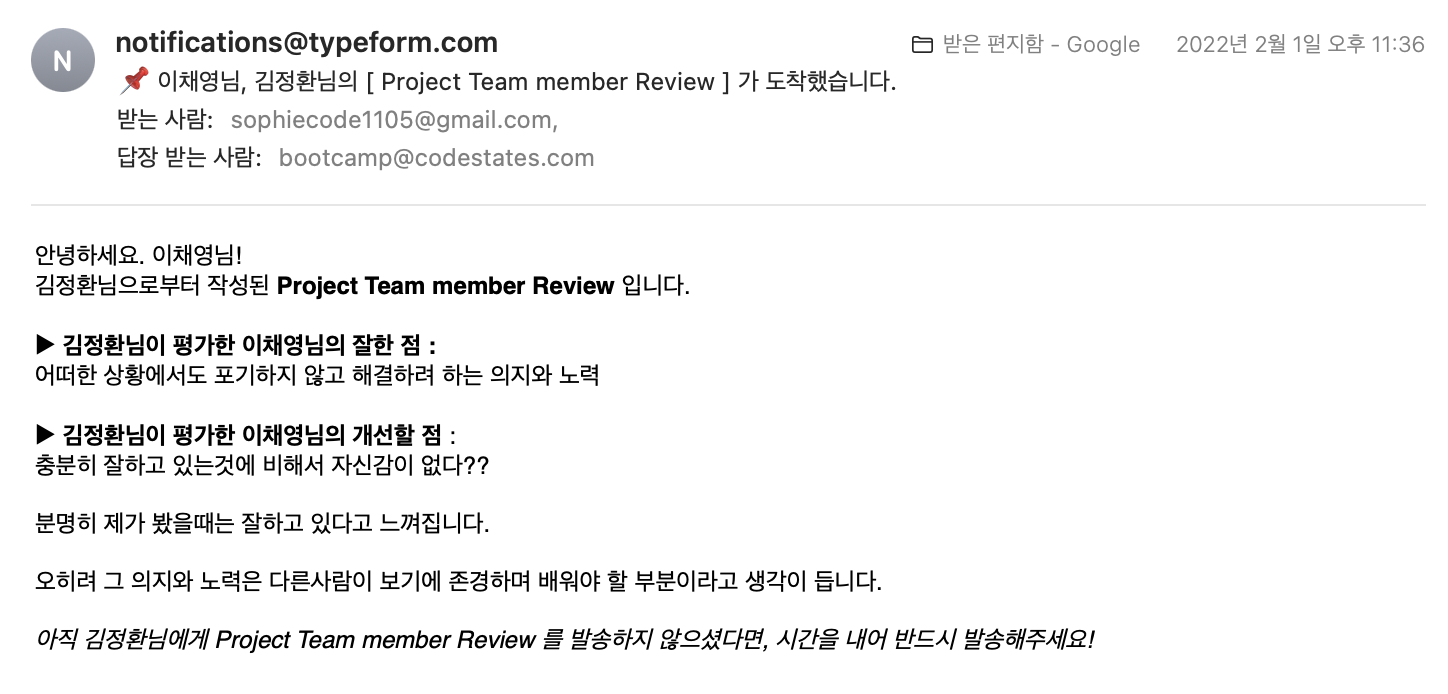 N
notifications@typeform.com
받은 편지함 - Google
2022년 2월 1일 오후 11:36
📌 이채영님, 김정환님의 [ Project Team member Review ] 가 도착했습니다.
받는 사람: sophiecode1105@gmail.com,
답장 받는 사람: bootcamp@codestates.com
안녕하세요. 이채영님!
김정환님으로부터 작성된 Project Team member Review 입니다.
▶ 김정환님이 평가한 이채영님의 잘한 점 :
어떠한 상황에서도 포기하지 않고 해결하려 하는 의지와 노력
▶ 김정환님이 평가한 이채영님의 개선할 점 :
충분히 잘하고 있는것에 비해서 자신감이 없다??
분명히 제가 봤을때는 잘하고 있다고 느껴집니다.
오히려 그 의지와 노력은 다른사람이 보기에 존경하며 배워야 할 부분이라고 생각이 듭니다.
아직 김정환님에게 Project Team member Review 를 발송하지 않으셨다면, 시간을 내어 반드시 발송해주세요!